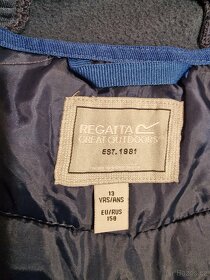 REGATTA
GREAT OUTDOORS
EST. 1981
13
YRS/ANS
EU/RUS
158